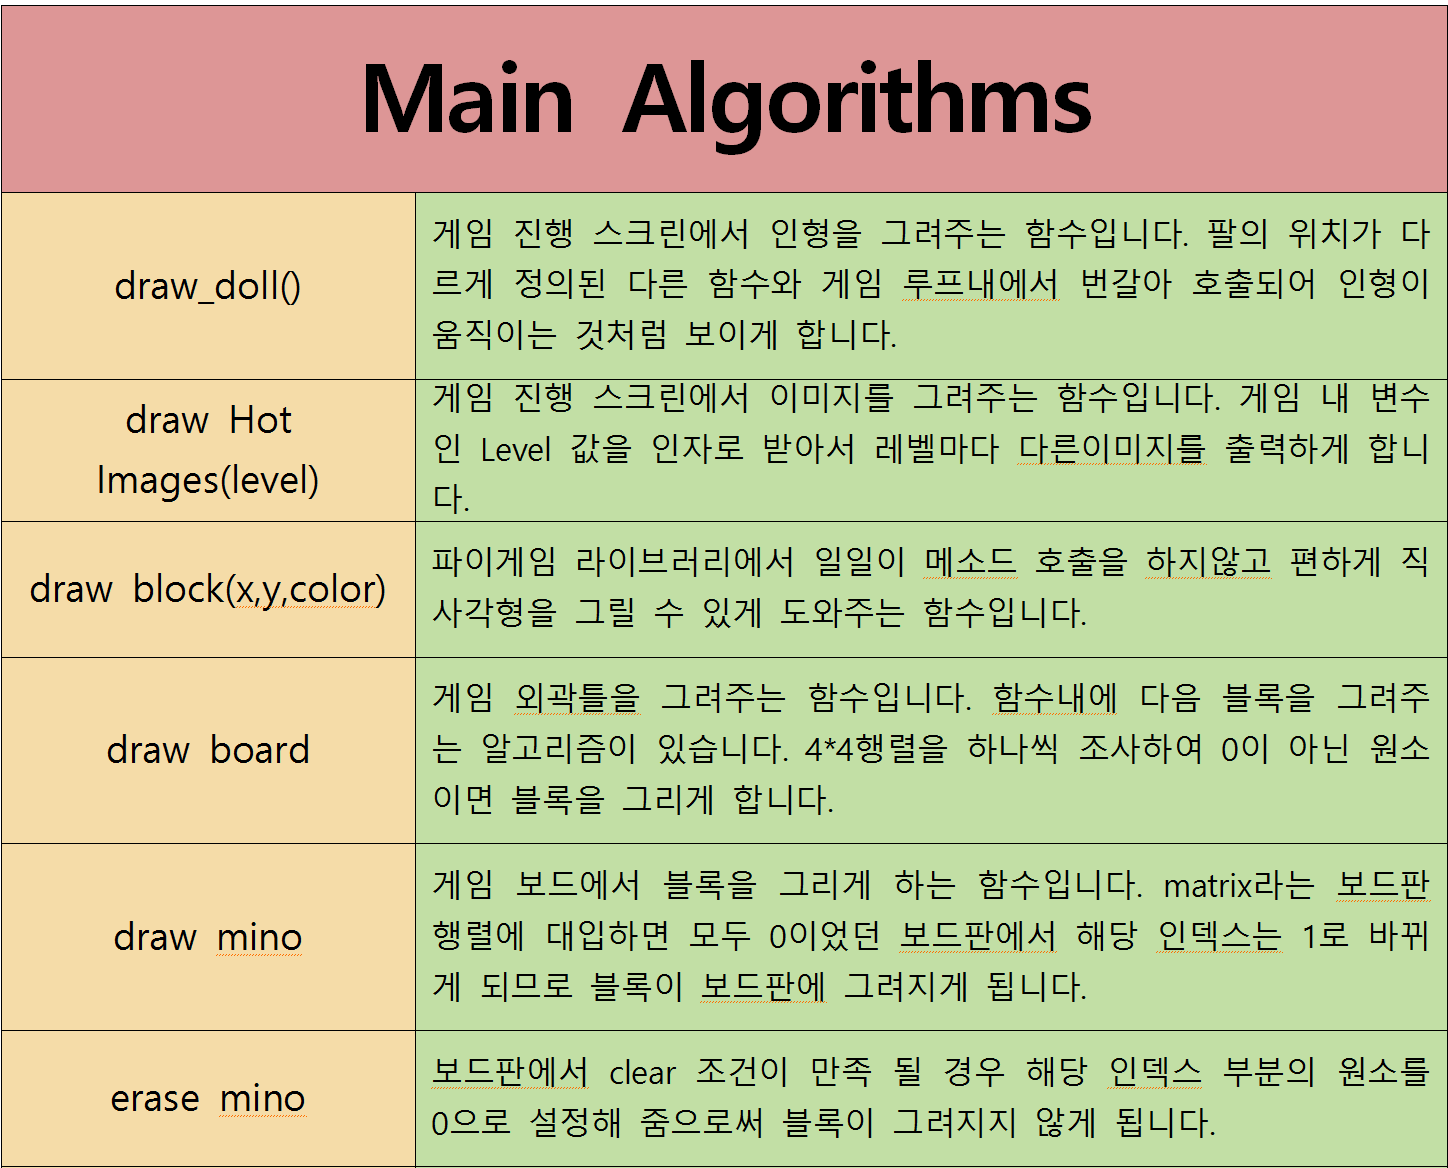 Main Algorithms
draw_doll()
게임 진행 스크린에서 인형을 그려주는 함수입니다. 팔의 위치가 다
르게 정의된 다른 함수와 게임 루프내에서 번갈아 호출되어 인형이
움직이는 것처럼 보이게 합니다.
draw Hot
Images(level)
게임 진행 스크린에서 이미지를 그려주는 함수입니다. 게임 내 변수
인 Level 값을 인자로 받아서 레벨마다 다른이미지를 출력하게 합니
다.
draw block(x,y,color)
파이게임 라이브러리에서 일일이 메소드 호출을 하지않고 편하게 직
사각형을 그릴 수 있게 도와주는 함수입니다.
draw board
게임 외곽틀을 그려주는 함수입니다. 함수내에 다음 블록을 그려주
는 알고리즘이 있습니다. 4*4행렬을 하나씩 조사하여 0이 아닌 원소
이면 블록을 그리게 합니다.
draw mino
게임 보드에서 블록을 그리게 하는 함수입니다. matrix라는 보드판
행렬에 대입하면 모두 0이었던 보드판에서 해당 인덱스는 1로 바뀌
게 되므로 블록이 보드판에 그려지게 됩니다.
erase mino
보드판에서 clear 조건이 만족 될 경우 해당 인덱스 부분의 원소를
0으로 설정해 줌으로써 블록이 그려지지 않게 됩니다.